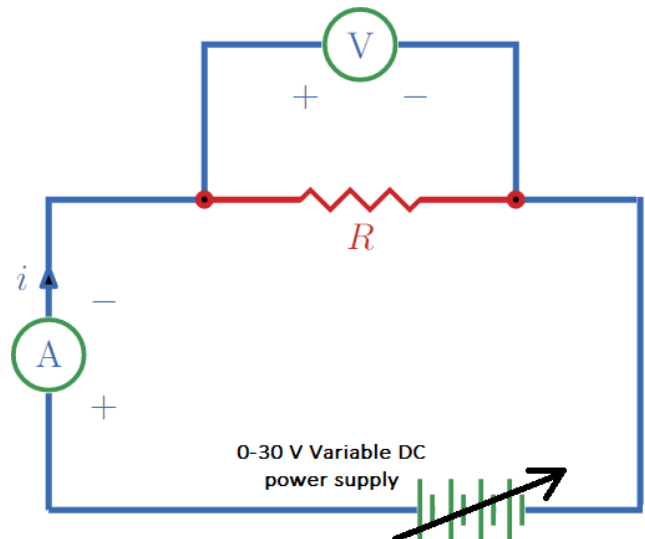 V
+ −
R
i
−
A
+
0-30 V Variable DC
power supply